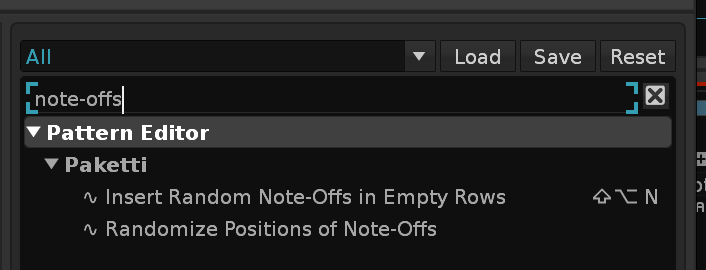 All Load Save Reset
note-offs
Pattern Editor
Paketti
Insert Random Note-Offs in Empty Rows ⇧⌥ N
Randomize Positions of Note-Offs